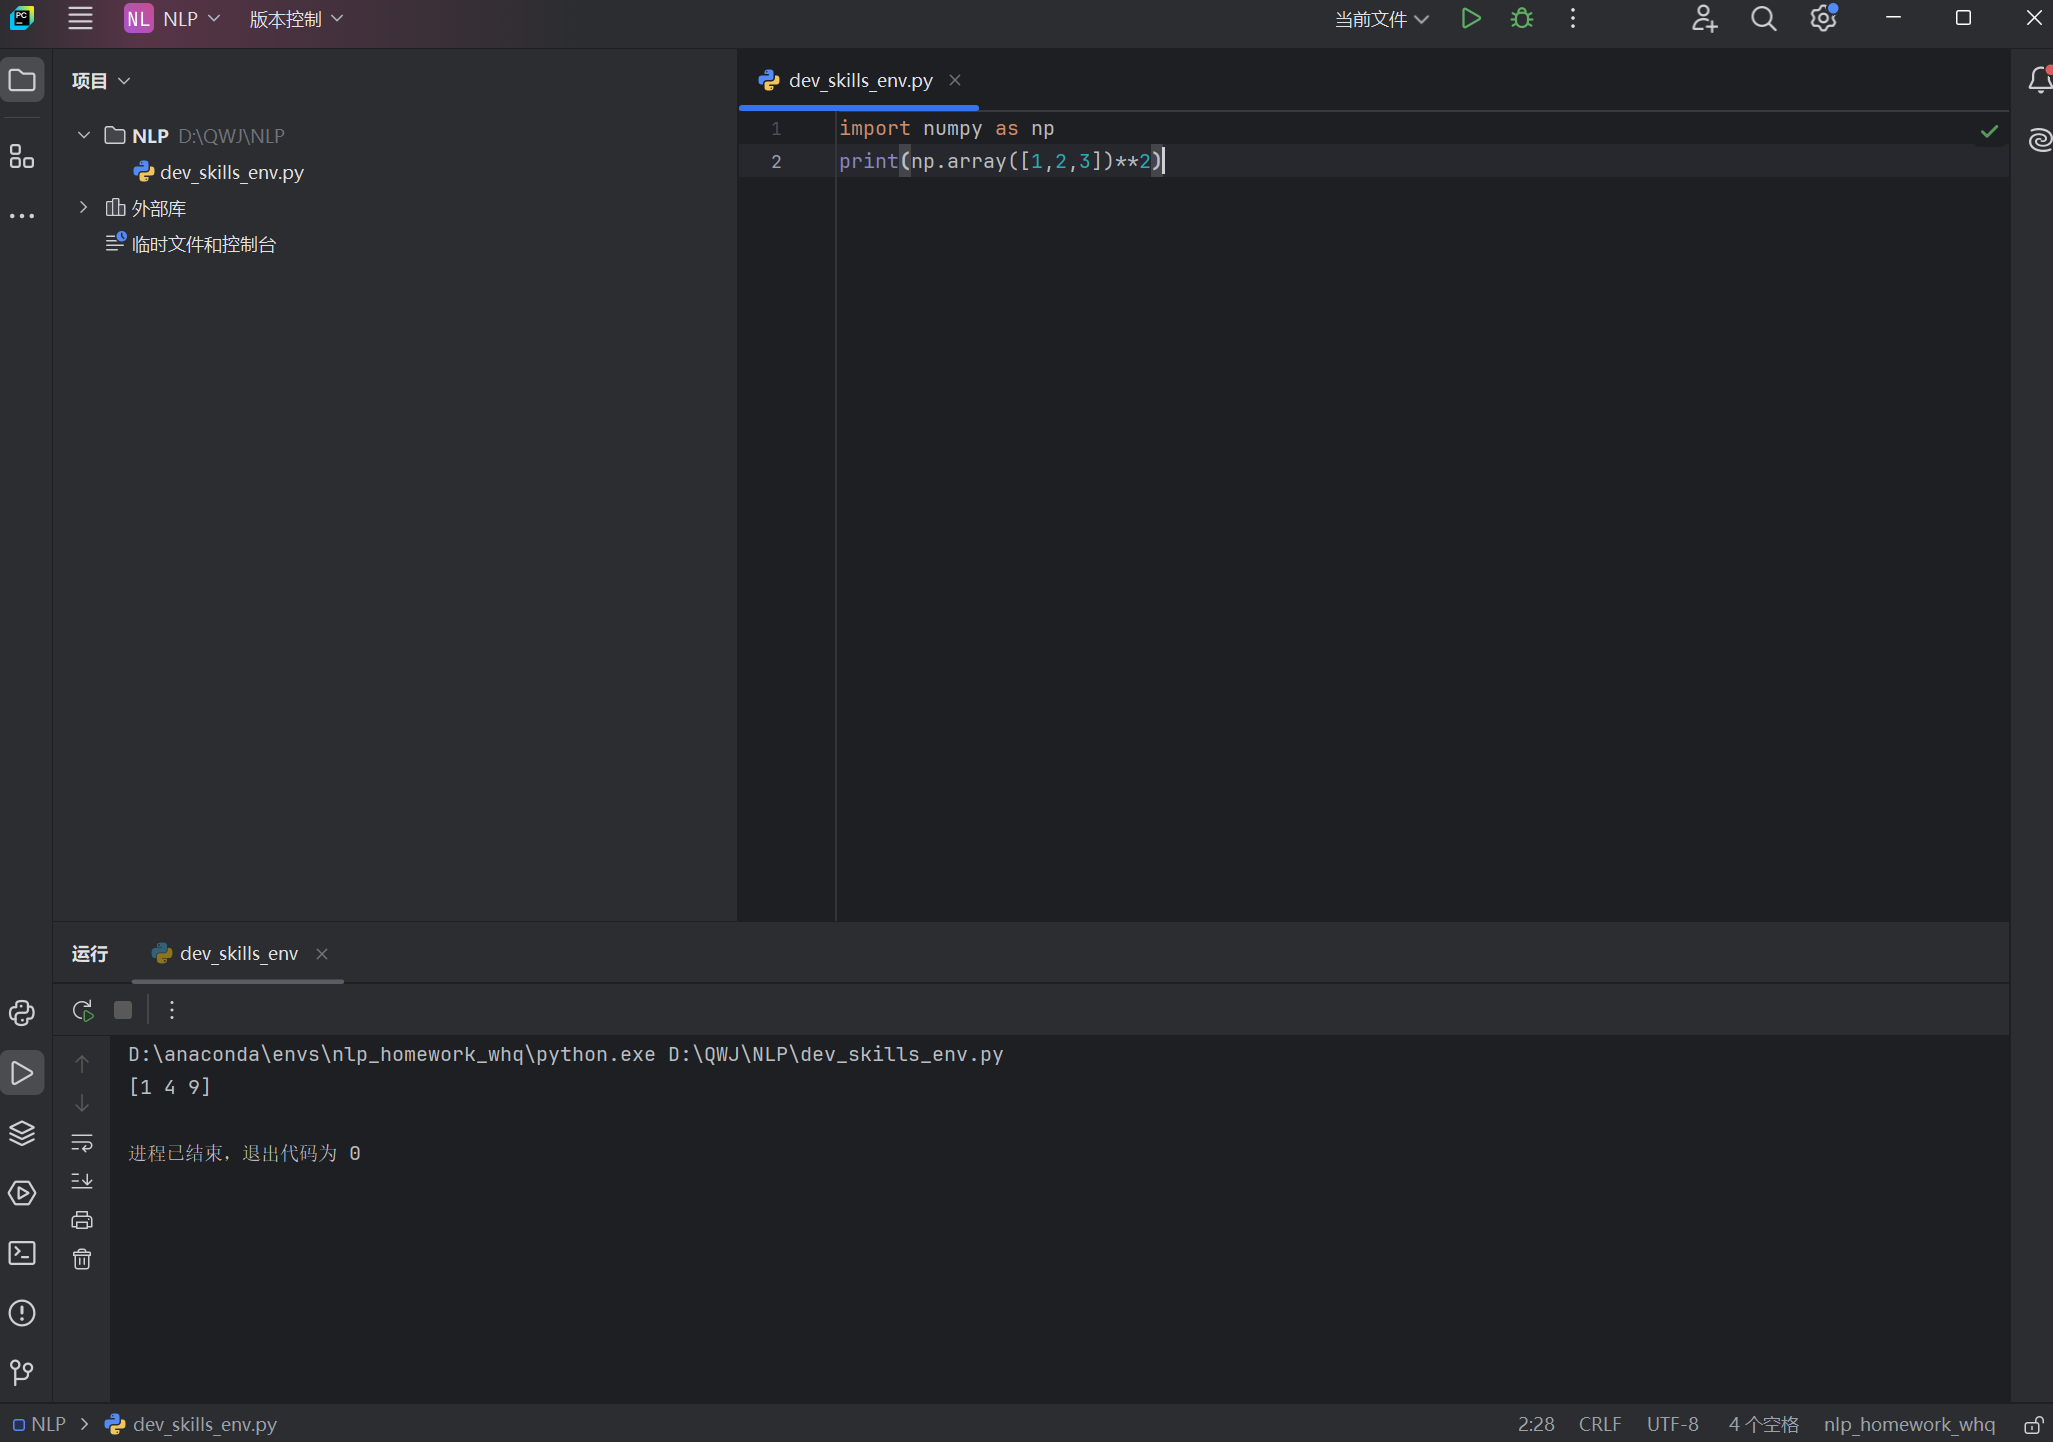 PC
NL NLP 版本控制 当前文件
项目
dev_skills_env.py
NLP D:\QWJ\NLP
dev_skills_env.py
外部库
临时文件和控制台
1 import numpy as np
2 print(np.array([1,2,3])**2)
运行 dev_skills_env
D:\anaconda\envs\nlp_homework_whq\python.exe D:\QWJ\NLP\dev_skills_env.py
[1 4 9]
进程已结束，退出代码为 0
NLP dev_skills_env.py 2:28 CRLF UTF-8 4 个空格 nlp_homework_whq